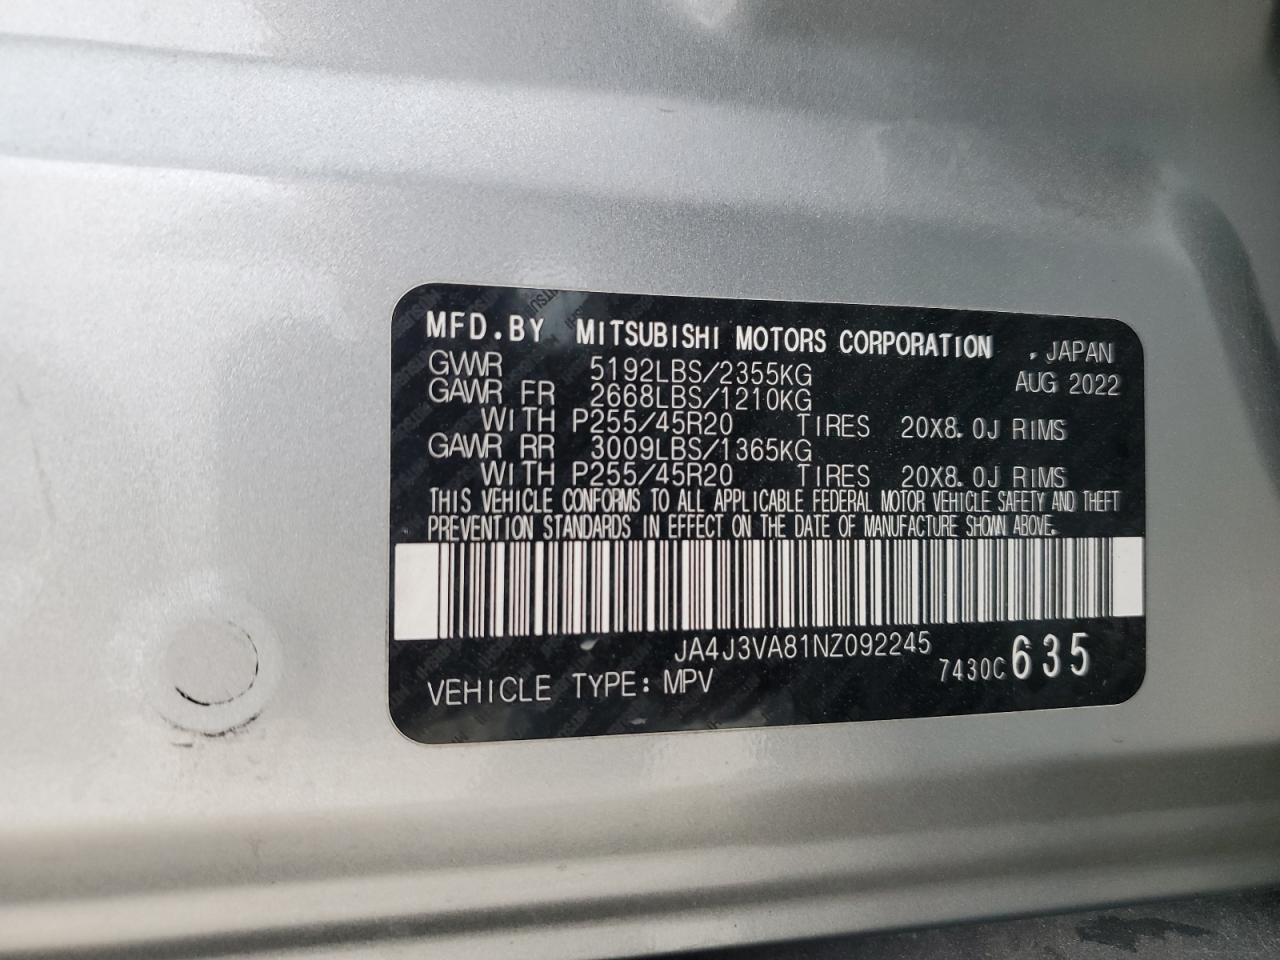 MFD.BY MITSUBISHI MOTORS CORPORATION , JAPAN
GVWR 5192LBS/2355KG AUG 2022
GAWR FR 2668LBS/1210KG
WITH P255/45R20 TIRES 20X8.0J RIMS
GAWR RR 3009LBS/1365KG
WITH P255/45R20 TIRES 20X8.0J RIMS
THIS VEHICLE CONFORMS TO ALL APPLICABLE FEDERAL MOTOR VEHICLE SAFETY AND THEFT
PREVENTION STANDARDS IN EFFECT ON THE DATE OF MANUFACTURE SHOWN ABOVE.
JA4J3VA81NZ092245
VEHICLE TYPE: MPV 7430C 635